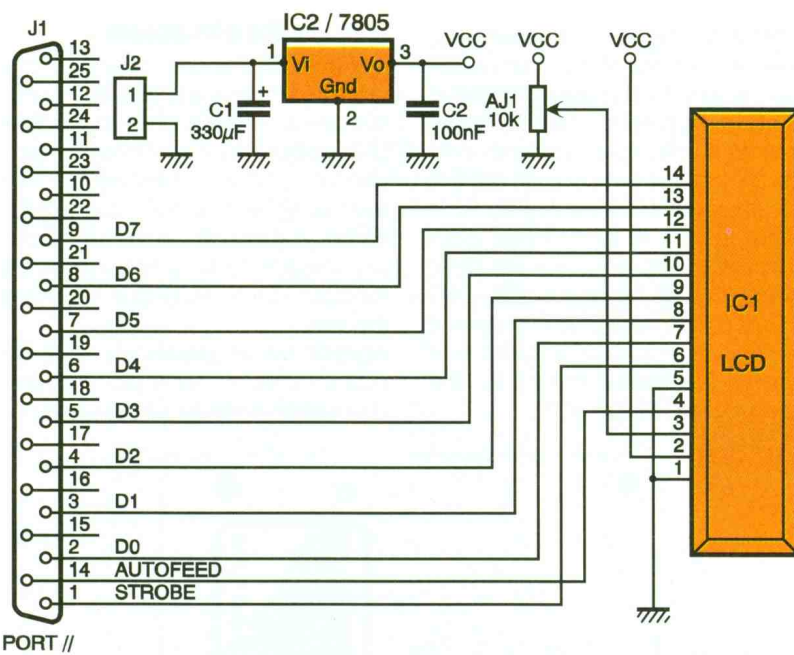 J1
13
25
12
24
11
23
10
22
9 D7
21
8 D6
20
7 D5
19
6 D4
18
5 D3
17
4 D2
16
3 D1
15
2 D0
14 AUTOFEED
1 STROBE
PORT //
J2
1
2
C1
330µF
+
IC2 / 7805
1
Vi
Vo
3
Gnd
2
VCC
C2
100nF
VCC
AJ1
10k
VCC
14
13
12
11
10
9
8
7
6
5
4
3
2
1
IC1
LCD